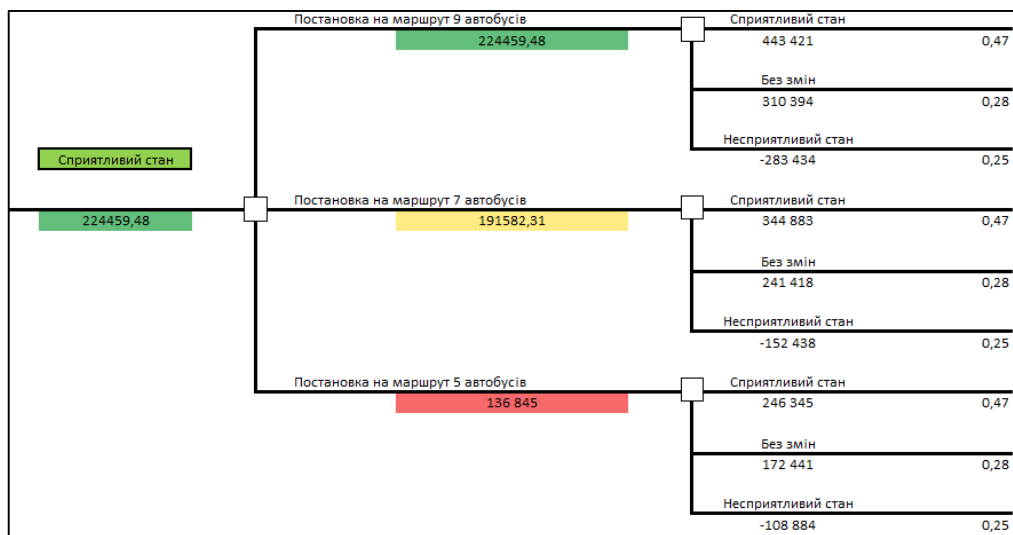 Постановка на маршрут 9 автобусів
224459,48
Сприятливий стан
443 421 0,47
Без змін
310 394 0,28
Несприятливий стан
-283 434 0,25
Сприятливий стан
224459,48
Постановка на маршрут 7 автобусів
191582,31
Сприятливий стан
344 883 0,47
Без змін
241 418 0,28
Несприятливий стан
-152 438 0,25
Постановка на маршрут 5 автобусів
136 845
Сприятливий стан
246 345 0,47
Без змін
172 441 0,28
Несприятливий стан
-108 884 0,25